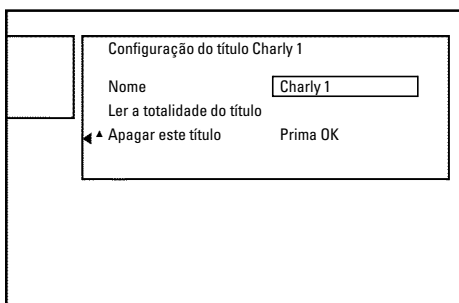 Configuração do título Charly 1
Nome Charly 1
Ler a totalidade do título
Apagar este título Prima OK